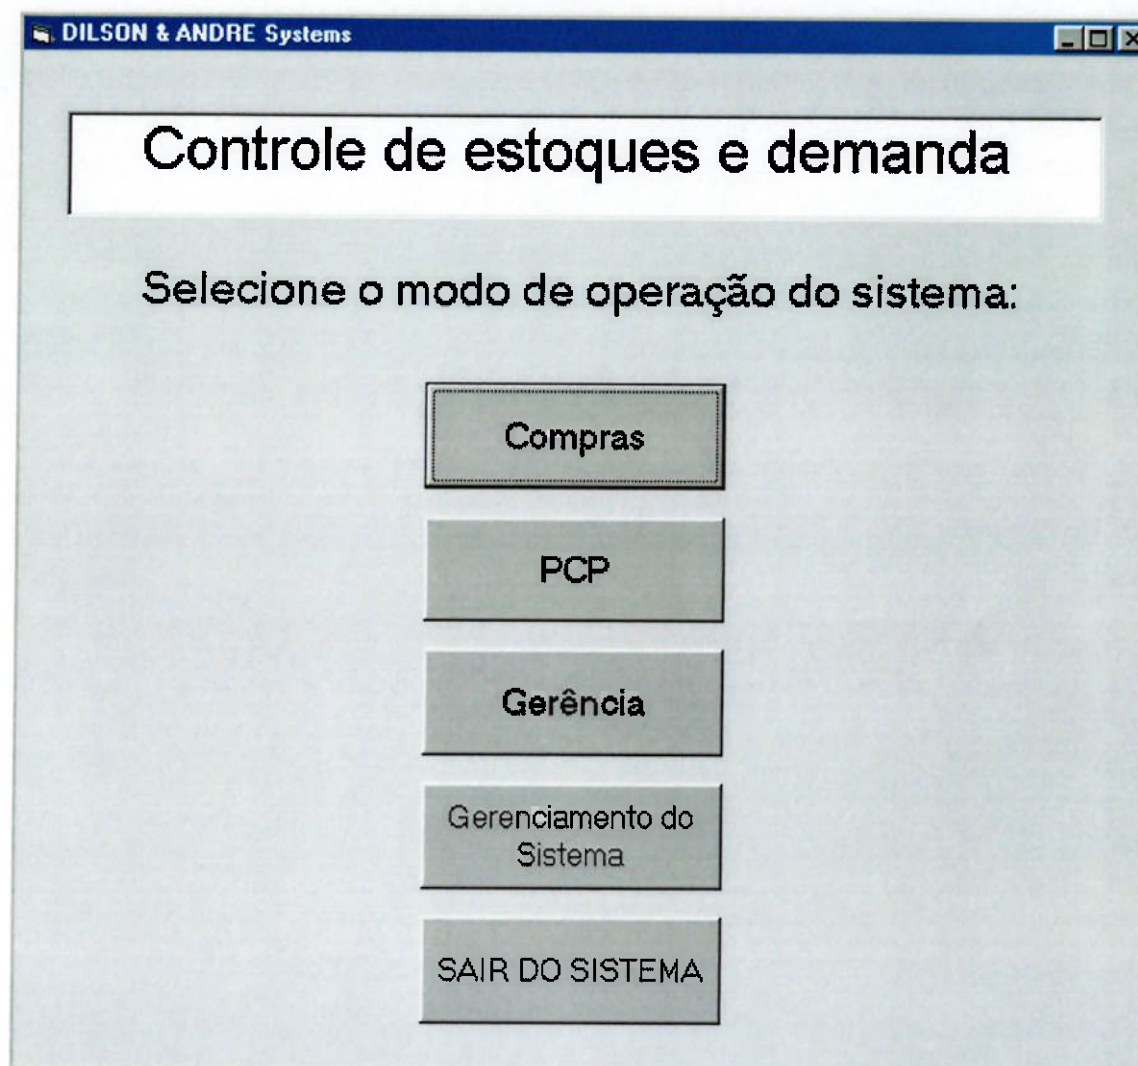 DILSON & ANDRE Systems
Controle de estoques e demanda
Selecione o modo de operação do sistema:
Compras
PCP
Gerência
Gerenciamento do
Sistema
SAIR DO SISTEMA